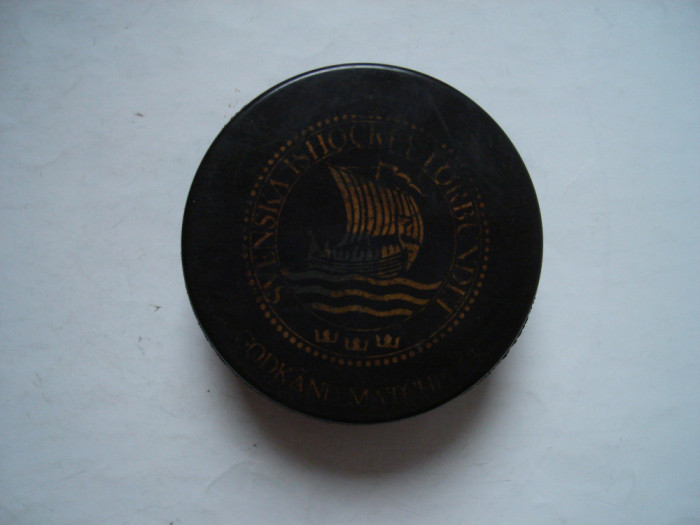 SVENSKA ISHOCKEYFÖRBUNDET
GODKÄND MATCHPUCK